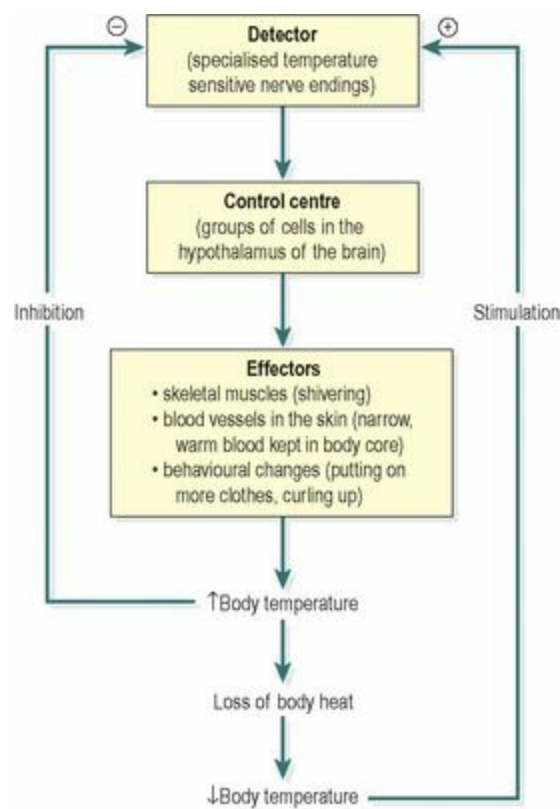 ⊖
⊕
Detector
(specialised temperature
sensitive nerve endings)
Control centre
(groups of cells in the
hypothalamus of the brain)
Inhibition
Stimulation
Effectors
• skeletal muscles (shivering)
• blood vessels in the skin (narrow,
warm blood kept in body core)
• behavioural changes (putting on
more clothes, curling up)
↑Body temperature
Loss of body heat
↓Body temperature